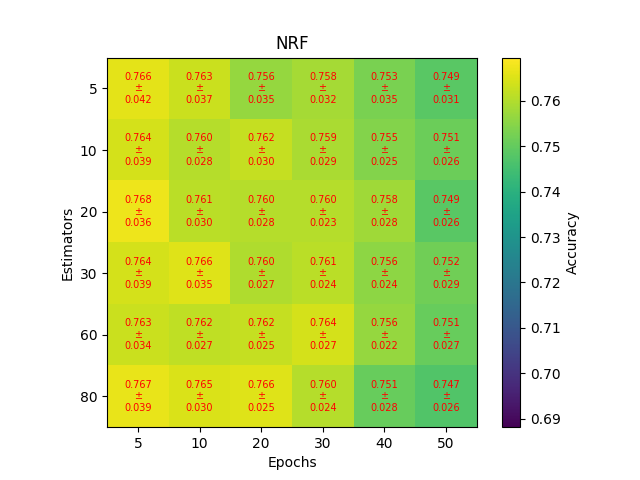 NRF
0.766 0.763 0.756 0.758 0.753 0.749
5 ± ± ± ± ± ±
0.042 0.037 0.035 0.032 0.035 0.031
0.764 0.760 0.762 0.759 0.755 0.751
10 ± ± ± ± ± ±
0.039 0.028 0.030 0.029 0.025 0.026
0.768 0.761 0.760 0.760 0.758 0.749
20 ± ± ± ± ± ±
0.036 0.030 0.028 0.023 0.028 0.026
0.764 0.766 0.760 0.761 0.756 0.752
30 ± ± ± ± ± ±
0.039 0.035 0.027 0.024 0.024 0.029
0.763 0.762 0.762 0.764 0.756 0.751
60 ± ± ± ± ± ±
0.034 0.027 0.025 0.027 0.022 0.027
0.767 0.765 0.766 0.760 0.751 0.747
80 ± ± ± ± ± ±
0.039 0.030 0.025 0.024 0.028 0.026
5 10 20 30 40 50
Epochs
Estimators
0.76
0.75
0.74
0.73
0.72
0.71
0.70
0.69
Accuracy